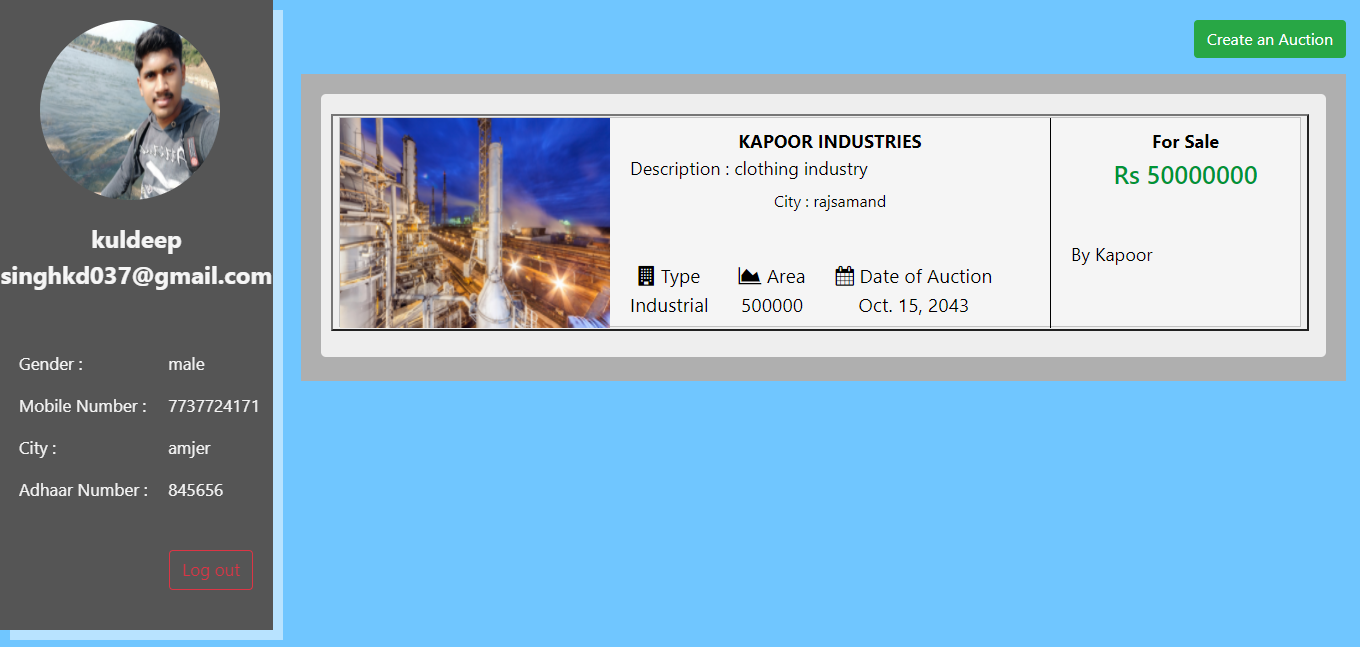 Create an Auction
kuldeep
singhkd037@gmail.com
Gender : male
Mobile Number : 7737724171
City : amjer
Adhaar Number : 845656
Log out
KAPOOR INDUSTRIES
Description : clothing industry
City : rajsamand
Type Area Date of Auction
Industrial 500000 Oct. 15, 2043
For Sale
Rs 50000000
By Kapoor